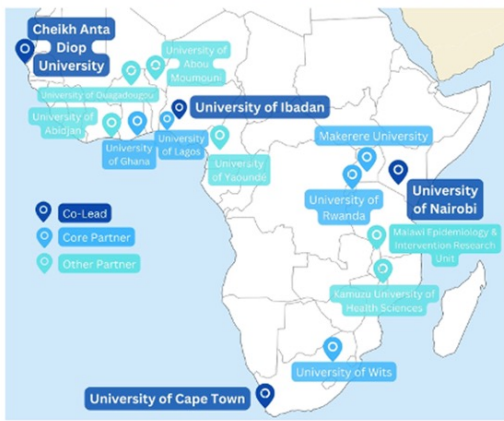 Cheikh Anta
Diop
University
University of
Abou
Moumouni
University of Ouagadougou
University of
Abidjan
University
of Ghana
University
of Lagos
University of Ibadan
University
of Yaoundé
Makerere University
University of
Rwanda
University
of Nairobi
Malawi Epidemiology &
Intervention Research
Unit
Kamuzu University of
Health Sciences
Co-Lead
Core Partner
Other Partner
University of Wits
University of Cape Town